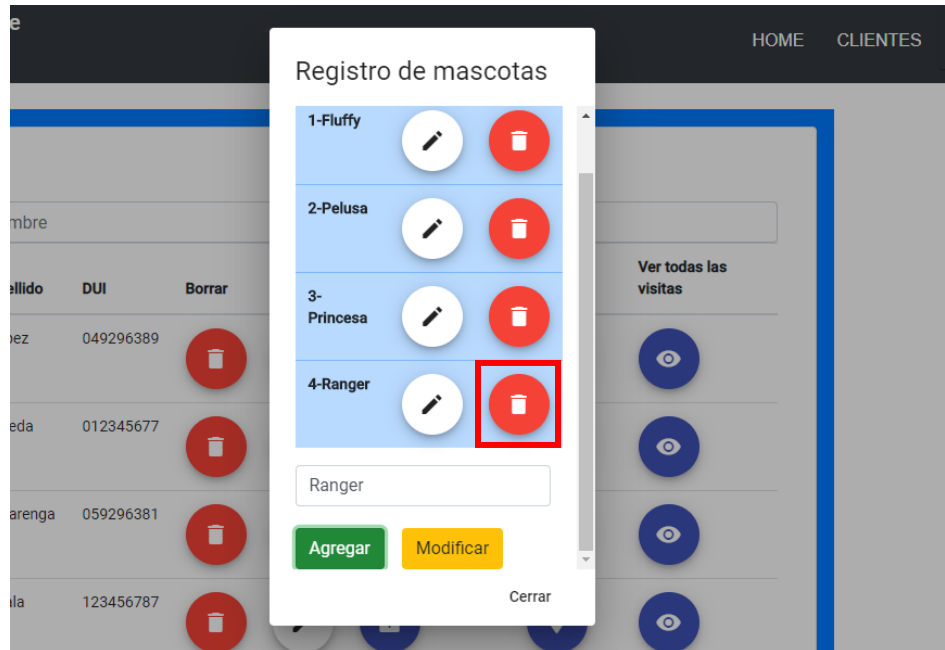 e
HOME CLIENTES
Registro de mascotas
1-Fluffy
2-Pelusa
3-
Princesa
4-Ranger
Ranger
Agregar Modificar
Cerrar
mbre
ellido DUI Borrar
Ver todas las
visitas
049296389
eda 012345677
arenga 059296381
ala 123456787